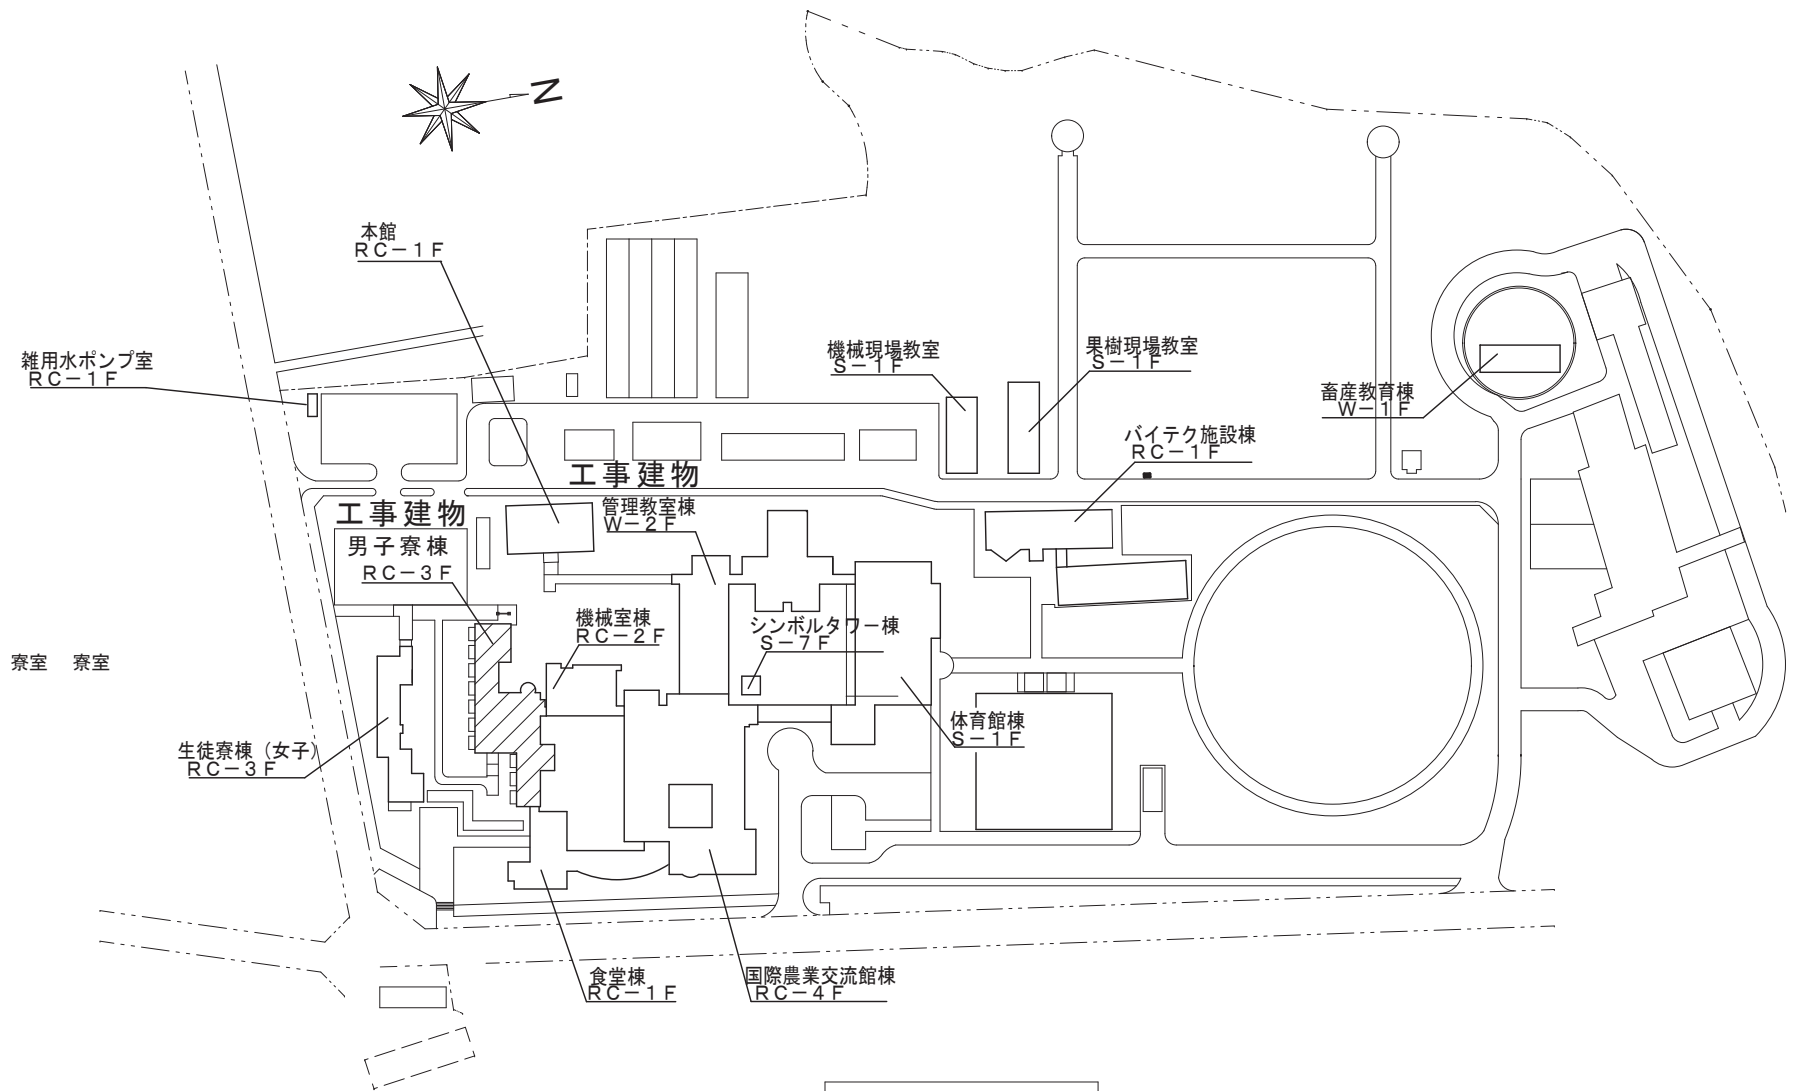 N
本館
RC-1F
雑用水ポンプ室
RC-1F
機械現場教室
S-1F
果樹現場教室
S-1F
畜産教育棟
W-1F
バイテク施設棟
RC-1F
工事建物
管理教室棟
W-2F
工事建物
男子寮棟
RC-3F
機械室棟
RC-2F
シンボルタワー棟
S-7F
寮室 寮室
体育館棟
S-1F
生徒寮棟(女子)
RC-3F
食堂棟
RC-1F
国際農業交流館棟
RC-4F